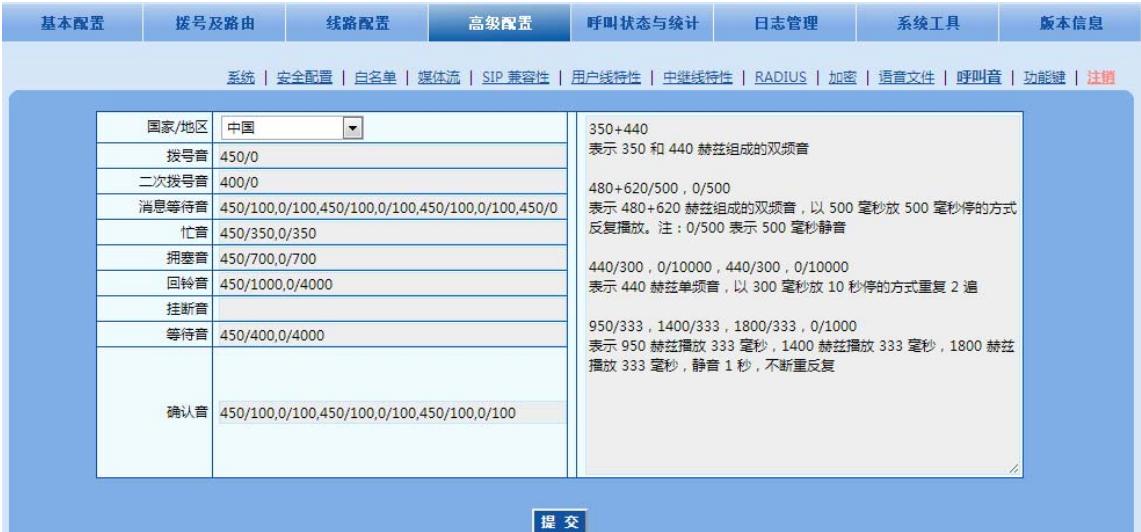 基本配置 拨号及路由 线路配置 高级配置 呼叫状态与统计 日志管理 系统工具 版本信息
系统 | 安全配置 | 白名单 | 媒体流 | SIP 兼容性 | 用户线特性 | 中继线特性 | RADIUS | 加密 | 语音文件 | 呼叫音 | 功能键 | 注销
国家/地区 中国
拨号音 450/0
二次拨号音 400/0
消息等待音 450/100,0/100,450/100,0/100,450/100,0/100,450/0
忙音 450/350,0/350
拥塞音 450/700,0/700
回铃音 450/1000,0/4000
挂断音
等待音 450/400,0/4000
确认音 450/100,0/100,450/100,0/100,450/100,0/100
350+440
表示 350 和 440 赫兹组成的双频音
480+620/500，0/500
表示 480+620 赫兹组成的双频音，以 500 毫秒放 500 毫秒停的方式
反复播放。注：0/500 表示 500 毫秒静音
440/300，0/10000，440/300，0/10000
表示 440 赫兹单频音，以 300 毫秒放 10 秒停的方式重复 2 遍
950/333，1400/333，1800/333，0/1000
表示 950 赫兹播放 333 毫秒，1400 赫兹播放 333 毫秒，1800 赫兹
播放 333 毫秒，静音 1 秒，不断重反复
提 交